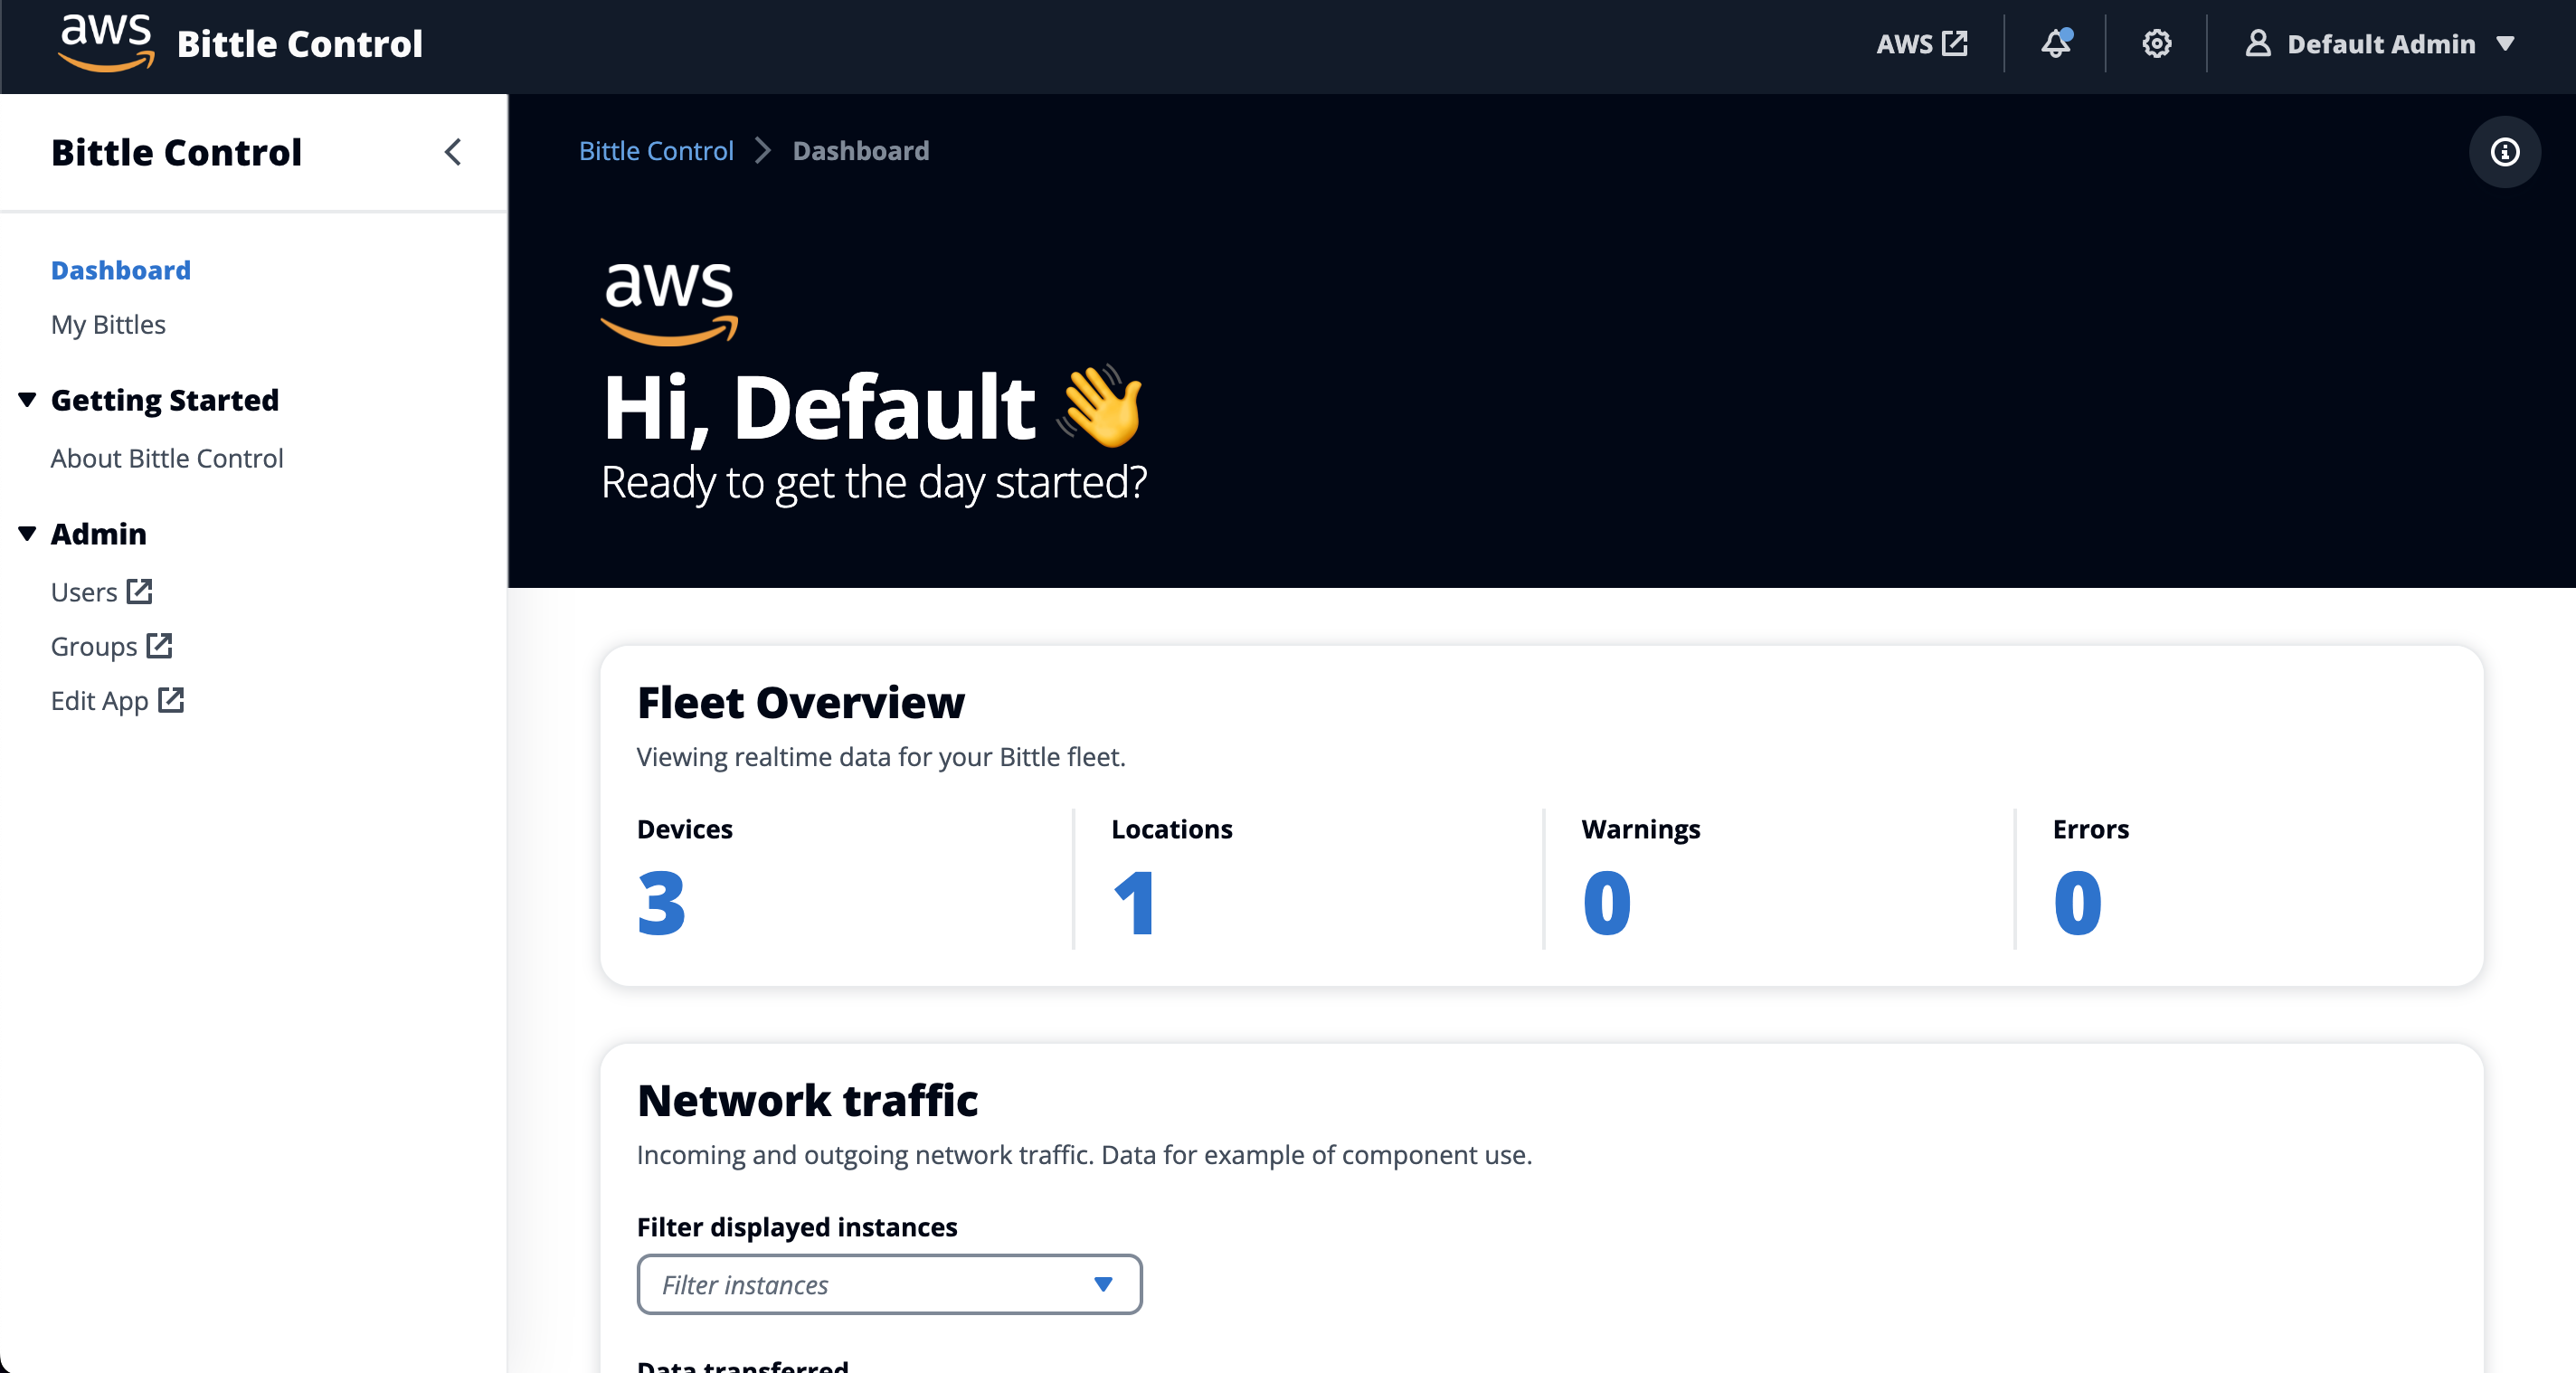 aws Bittle Control
AWS
Default Admin
Bittle Control
Dashboard
My Bittles
Getting Started
About Bittle Control
Admin
Users
Groups
Edit App
Bittle Control > Dashboard
aws
Hi, Default 👋
Ready to get the day started?
Fleet Overview
Viewing realtime data for your Bittle fleet.
Devices
3
Locations
1
Warnings
0
Errors
0
Network traffic
Incoming and outgoing network traffic. Data for example of component use.
Filter displayed instances
Filter instances
Data transferred